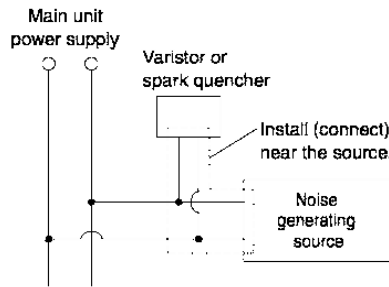 Main unit
power supply
Varistor or
spark quencher
Install (connect)
near the source.
Noise
generating
source